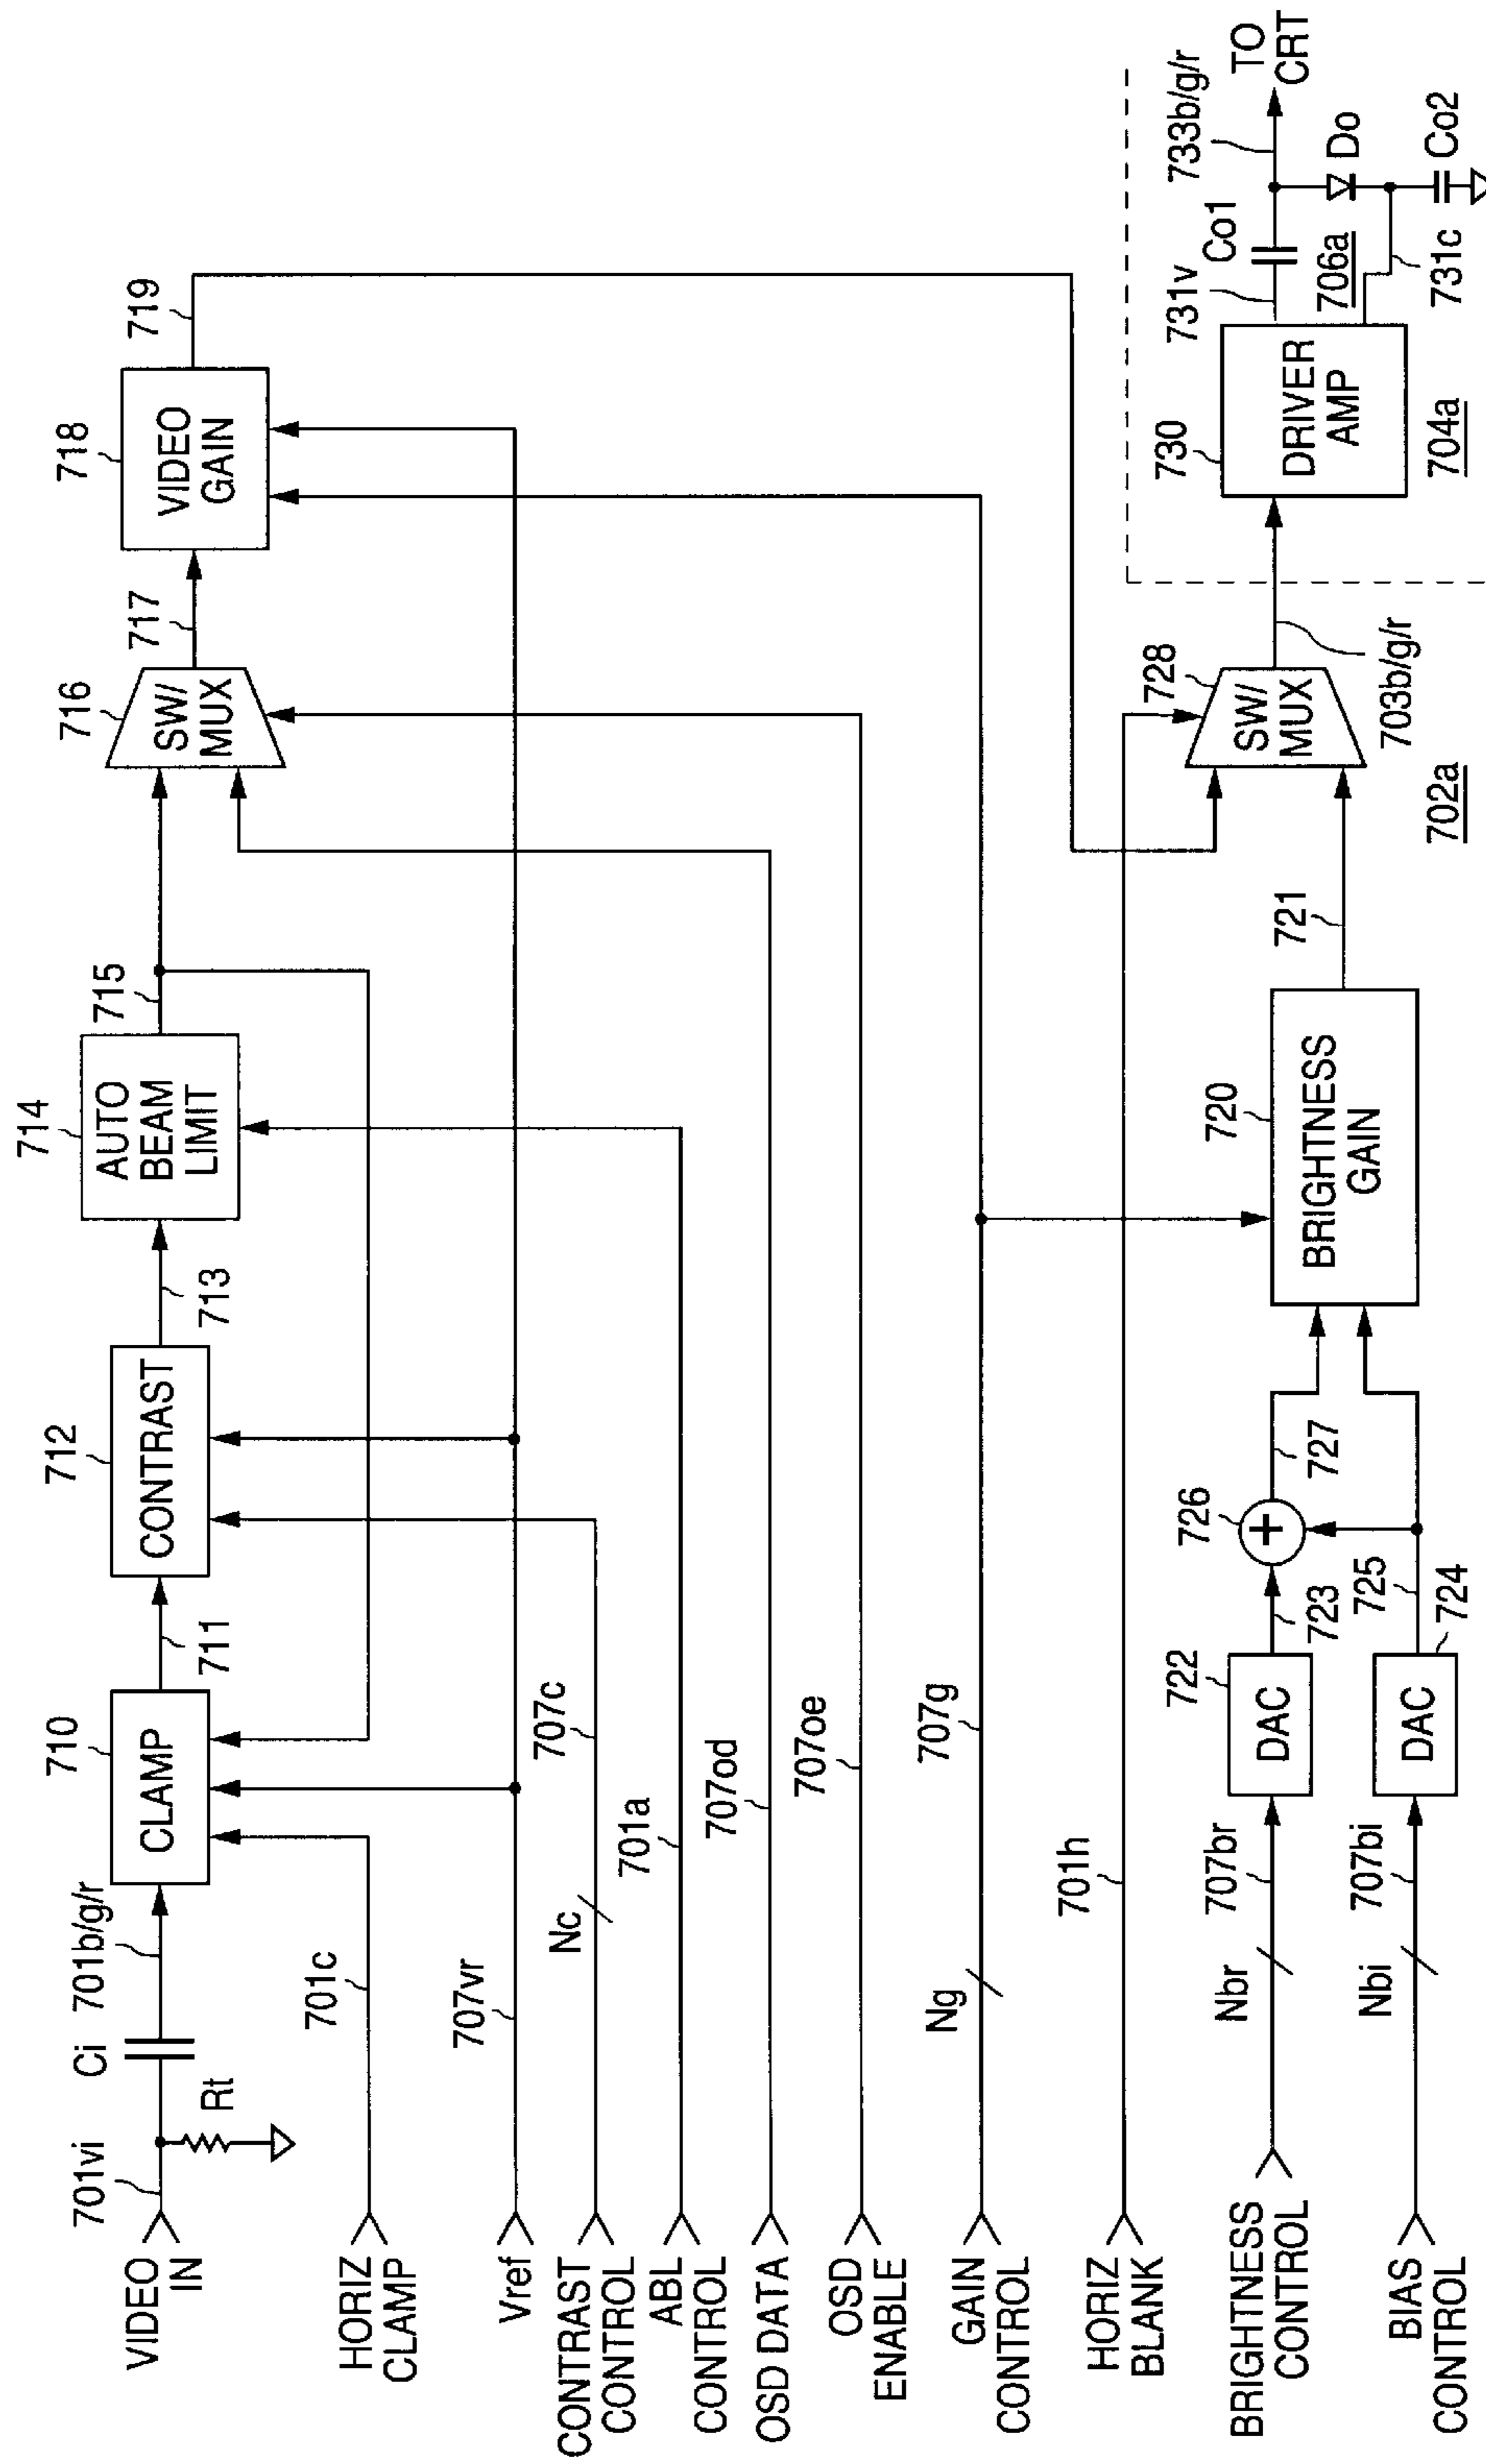 701vi
Ci
701b/g/r
710
711
712
713
714
715
716
717
718
719
VIDEO
IN
Rt
CLAMP
CONTRAST
AUTO
BEAM
LIMIT
SW/
MUX
VIDEO
GAIN
HORIZ
CLAMP
701c
Vref
707vr
CONTRAST
CONTROL
Nc
707c
ABL
CONTROL
701a
OSD DATA
707od
OSD
ENABLE
707oe
GAIN
CONTROL
Ng
707g
HORIZ
BLANK
701h
BRIGHTNESS
CONTROL
Nbr
707br
722
DAC
723
726
+
727
720
BRIGHTNESS
GAIN
721
728
SW/
MUX
703b/g/r
730
DRIVER
AMP
731v
Co1
733b/g/r
TO
CRT
706a
Do
731c
Co2
BIAS
CONTROL
Nbi
707bi
DAC
724
725
702a
704a